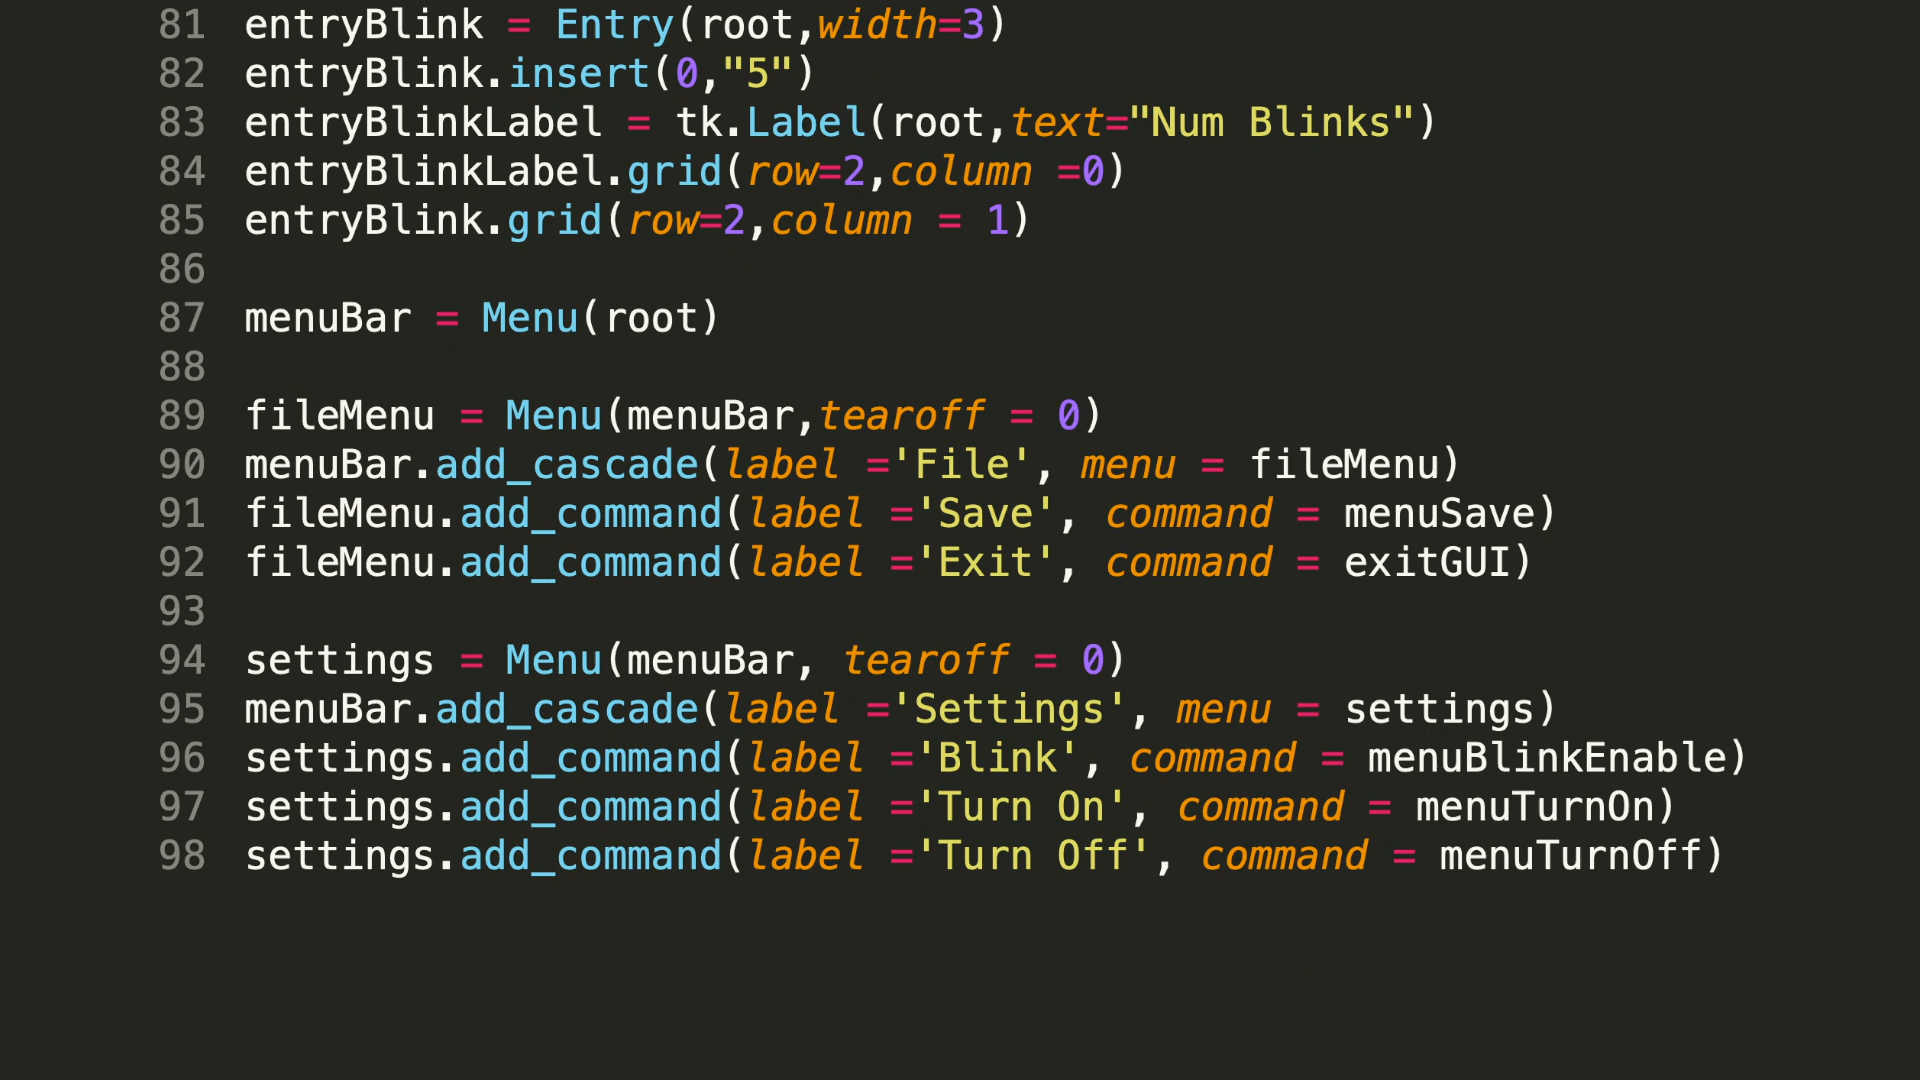 81 entryBlink = Entry(root,width=3)
82 entryBlink.insert(0,"5")
83 entryBlinkLabel = tk.Label(root,text="Num Blinks")
84 entryBlinkLabel.grid(row=2,column =0)
85 entryBlink.grid(row=2,column = 1)
86
87 menuBar = Menu(root)
88
89 fileMenu = Menu(menuBar,tearoff = 0)
90 menuBar.add_cascade(label ='File', menu = fileMenu)
91 fileMenu.add_command(label ='Save', command = menuSave)
92 fileMenu.add_command(label ='Exit', command = exitGUI)
93
94 settings = Menu(menuBar, tearoff = 0)
95 menuBar.add_cascade(label ='Settings', menu = settings)
96 settings.add_command(label ='Blink', command = menuBlinkEnable)
97 settings.add_command(label ='Turn On', command = menuTurnOn)
98 settings.add_command(label ='Turn Off', command = menuTurnOff)